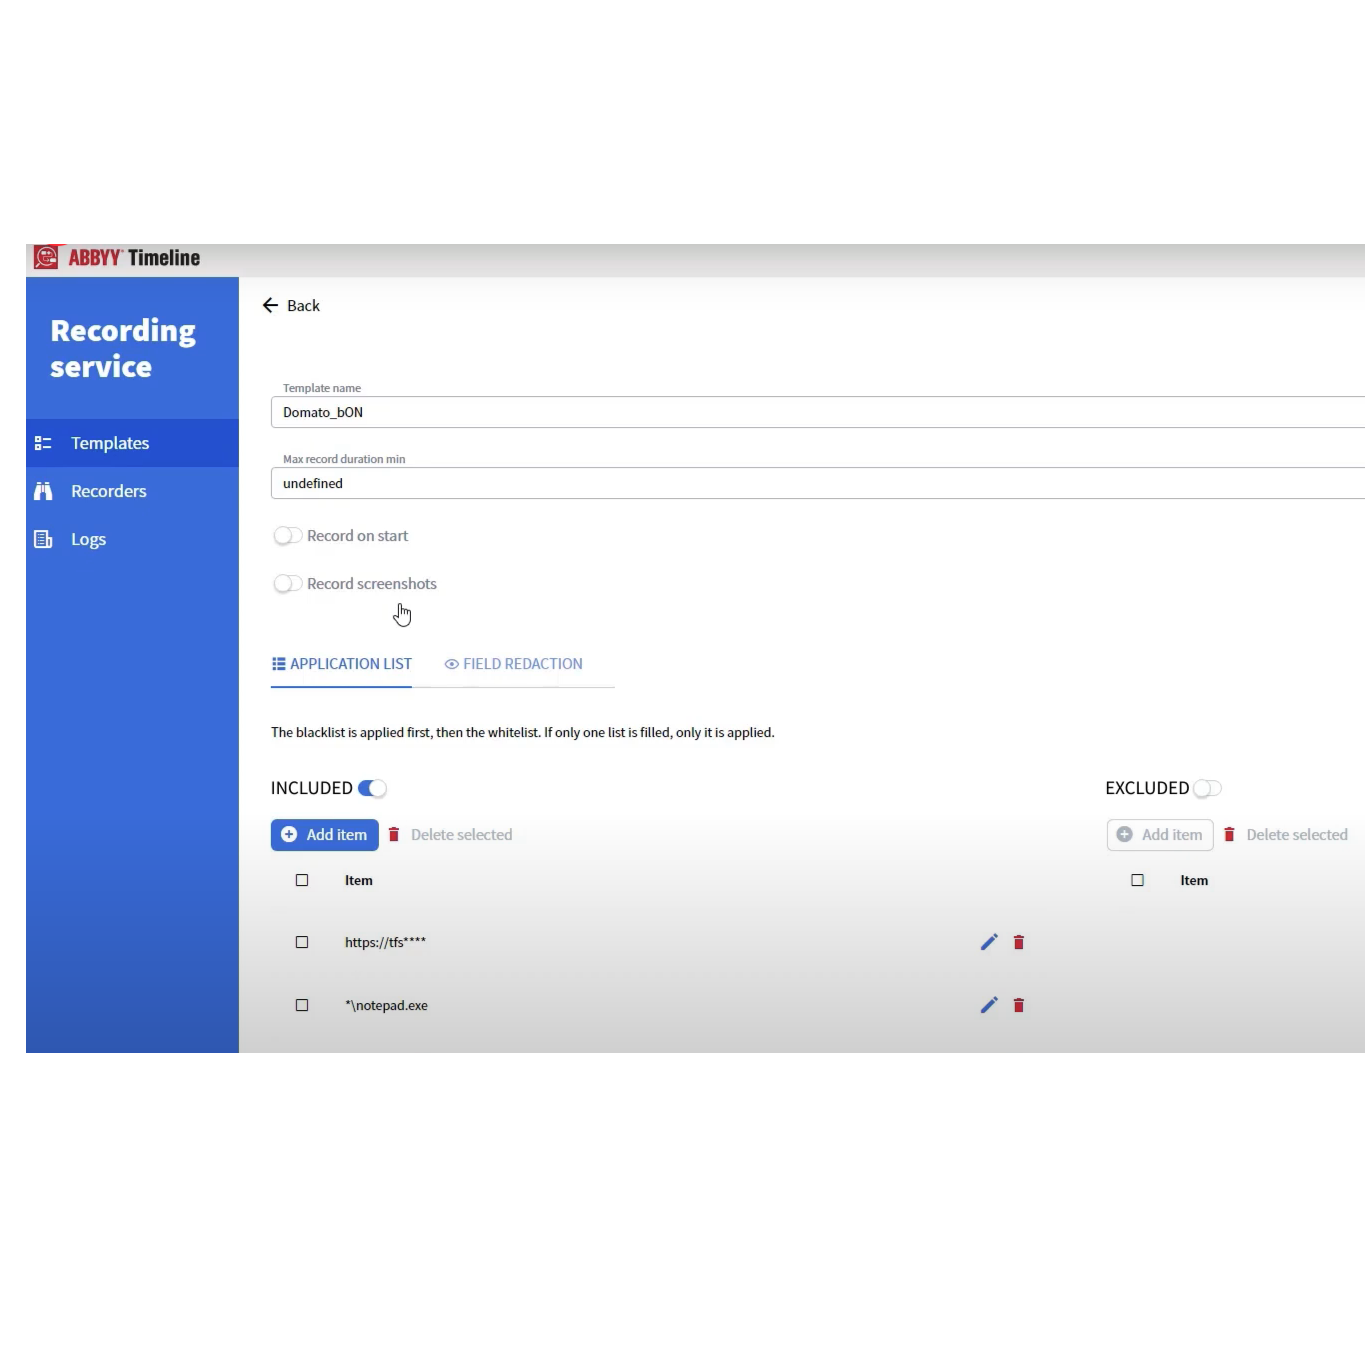 ABBYY Timeline
Recording
service
Templates
Recorders
Logs
Back
Template name
Domato_bON
Max record duration min
undefined
Record on start
Record screenshots
APPLICATION LIST FIELD REDACTION
The blacklist is applied first, then the whitelist. If only one list is filled, only it is applied.
INCLUDED EXCLUDED
Add item Delete selected Add item Delete selected
Item Item
https://tfs****
*\notepad.exe